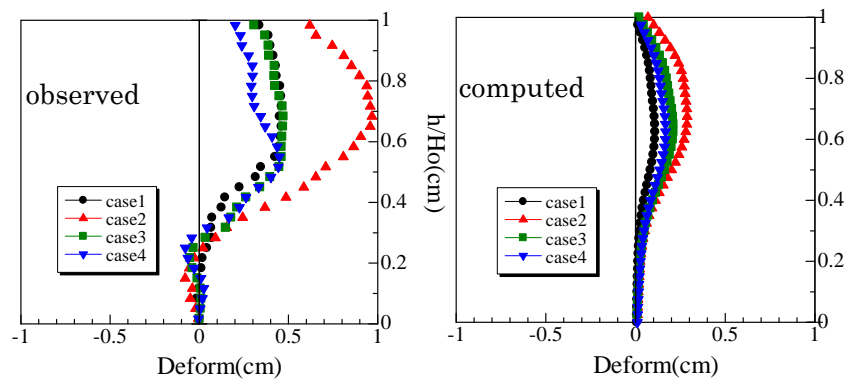 observed
case1
case2
case3
case4
-1
-0.5
0
0.5
1
Deform(cm)
0
0.2
0.4
0.6
0.8
1
h/Ho(cm)
computed
case1
case2
case3
case4
-1
-0.5
0
0.5
1
Deform(cm)
0
0.2
0.4
0.6
0.8
1